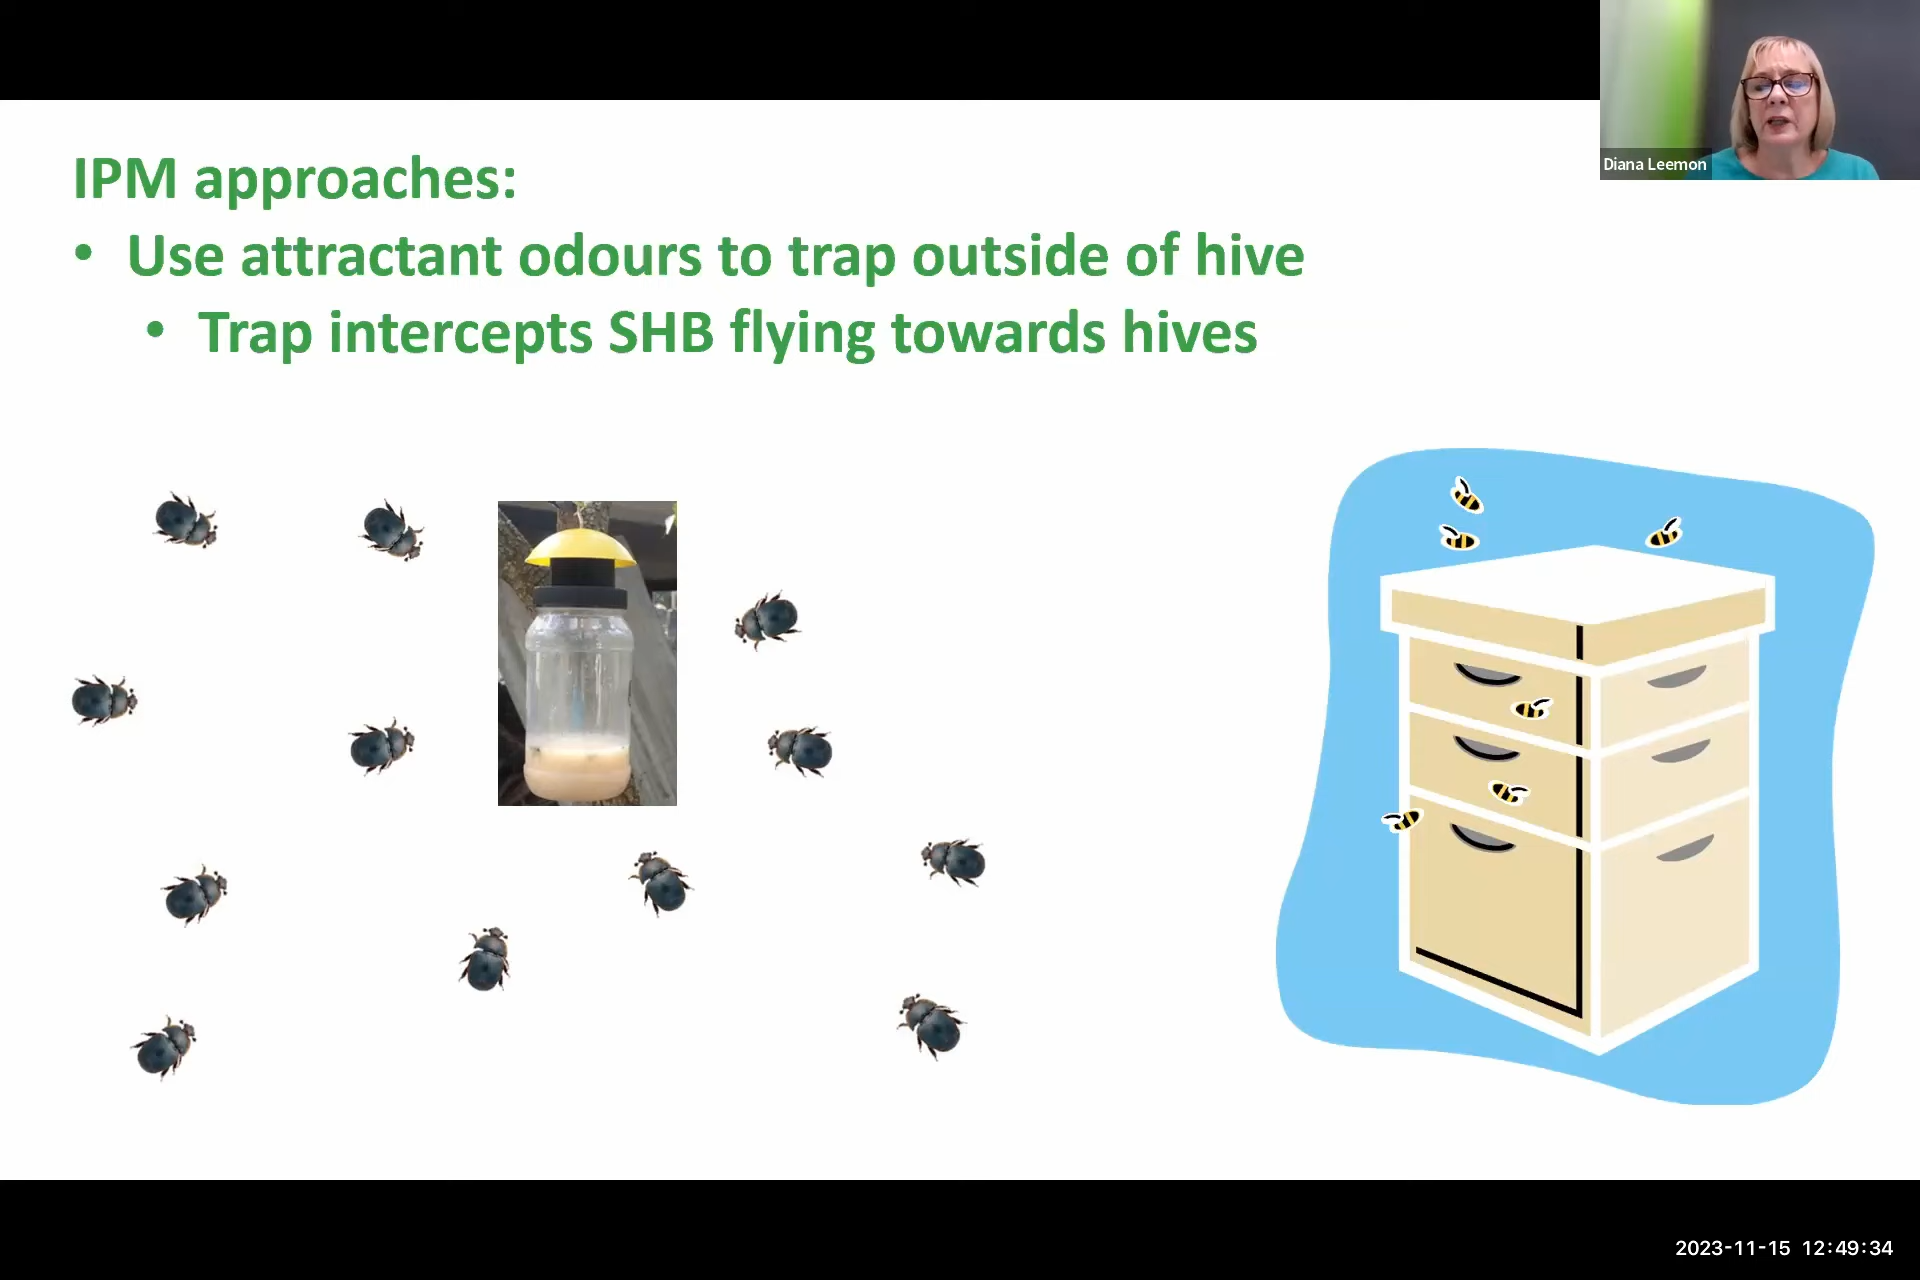 Diana Leemon
IPM approaches:
• Use attractant odours to trap outside of hive
• Trap intercepts SHB flying towards hives
2023-11-15 12:49:34